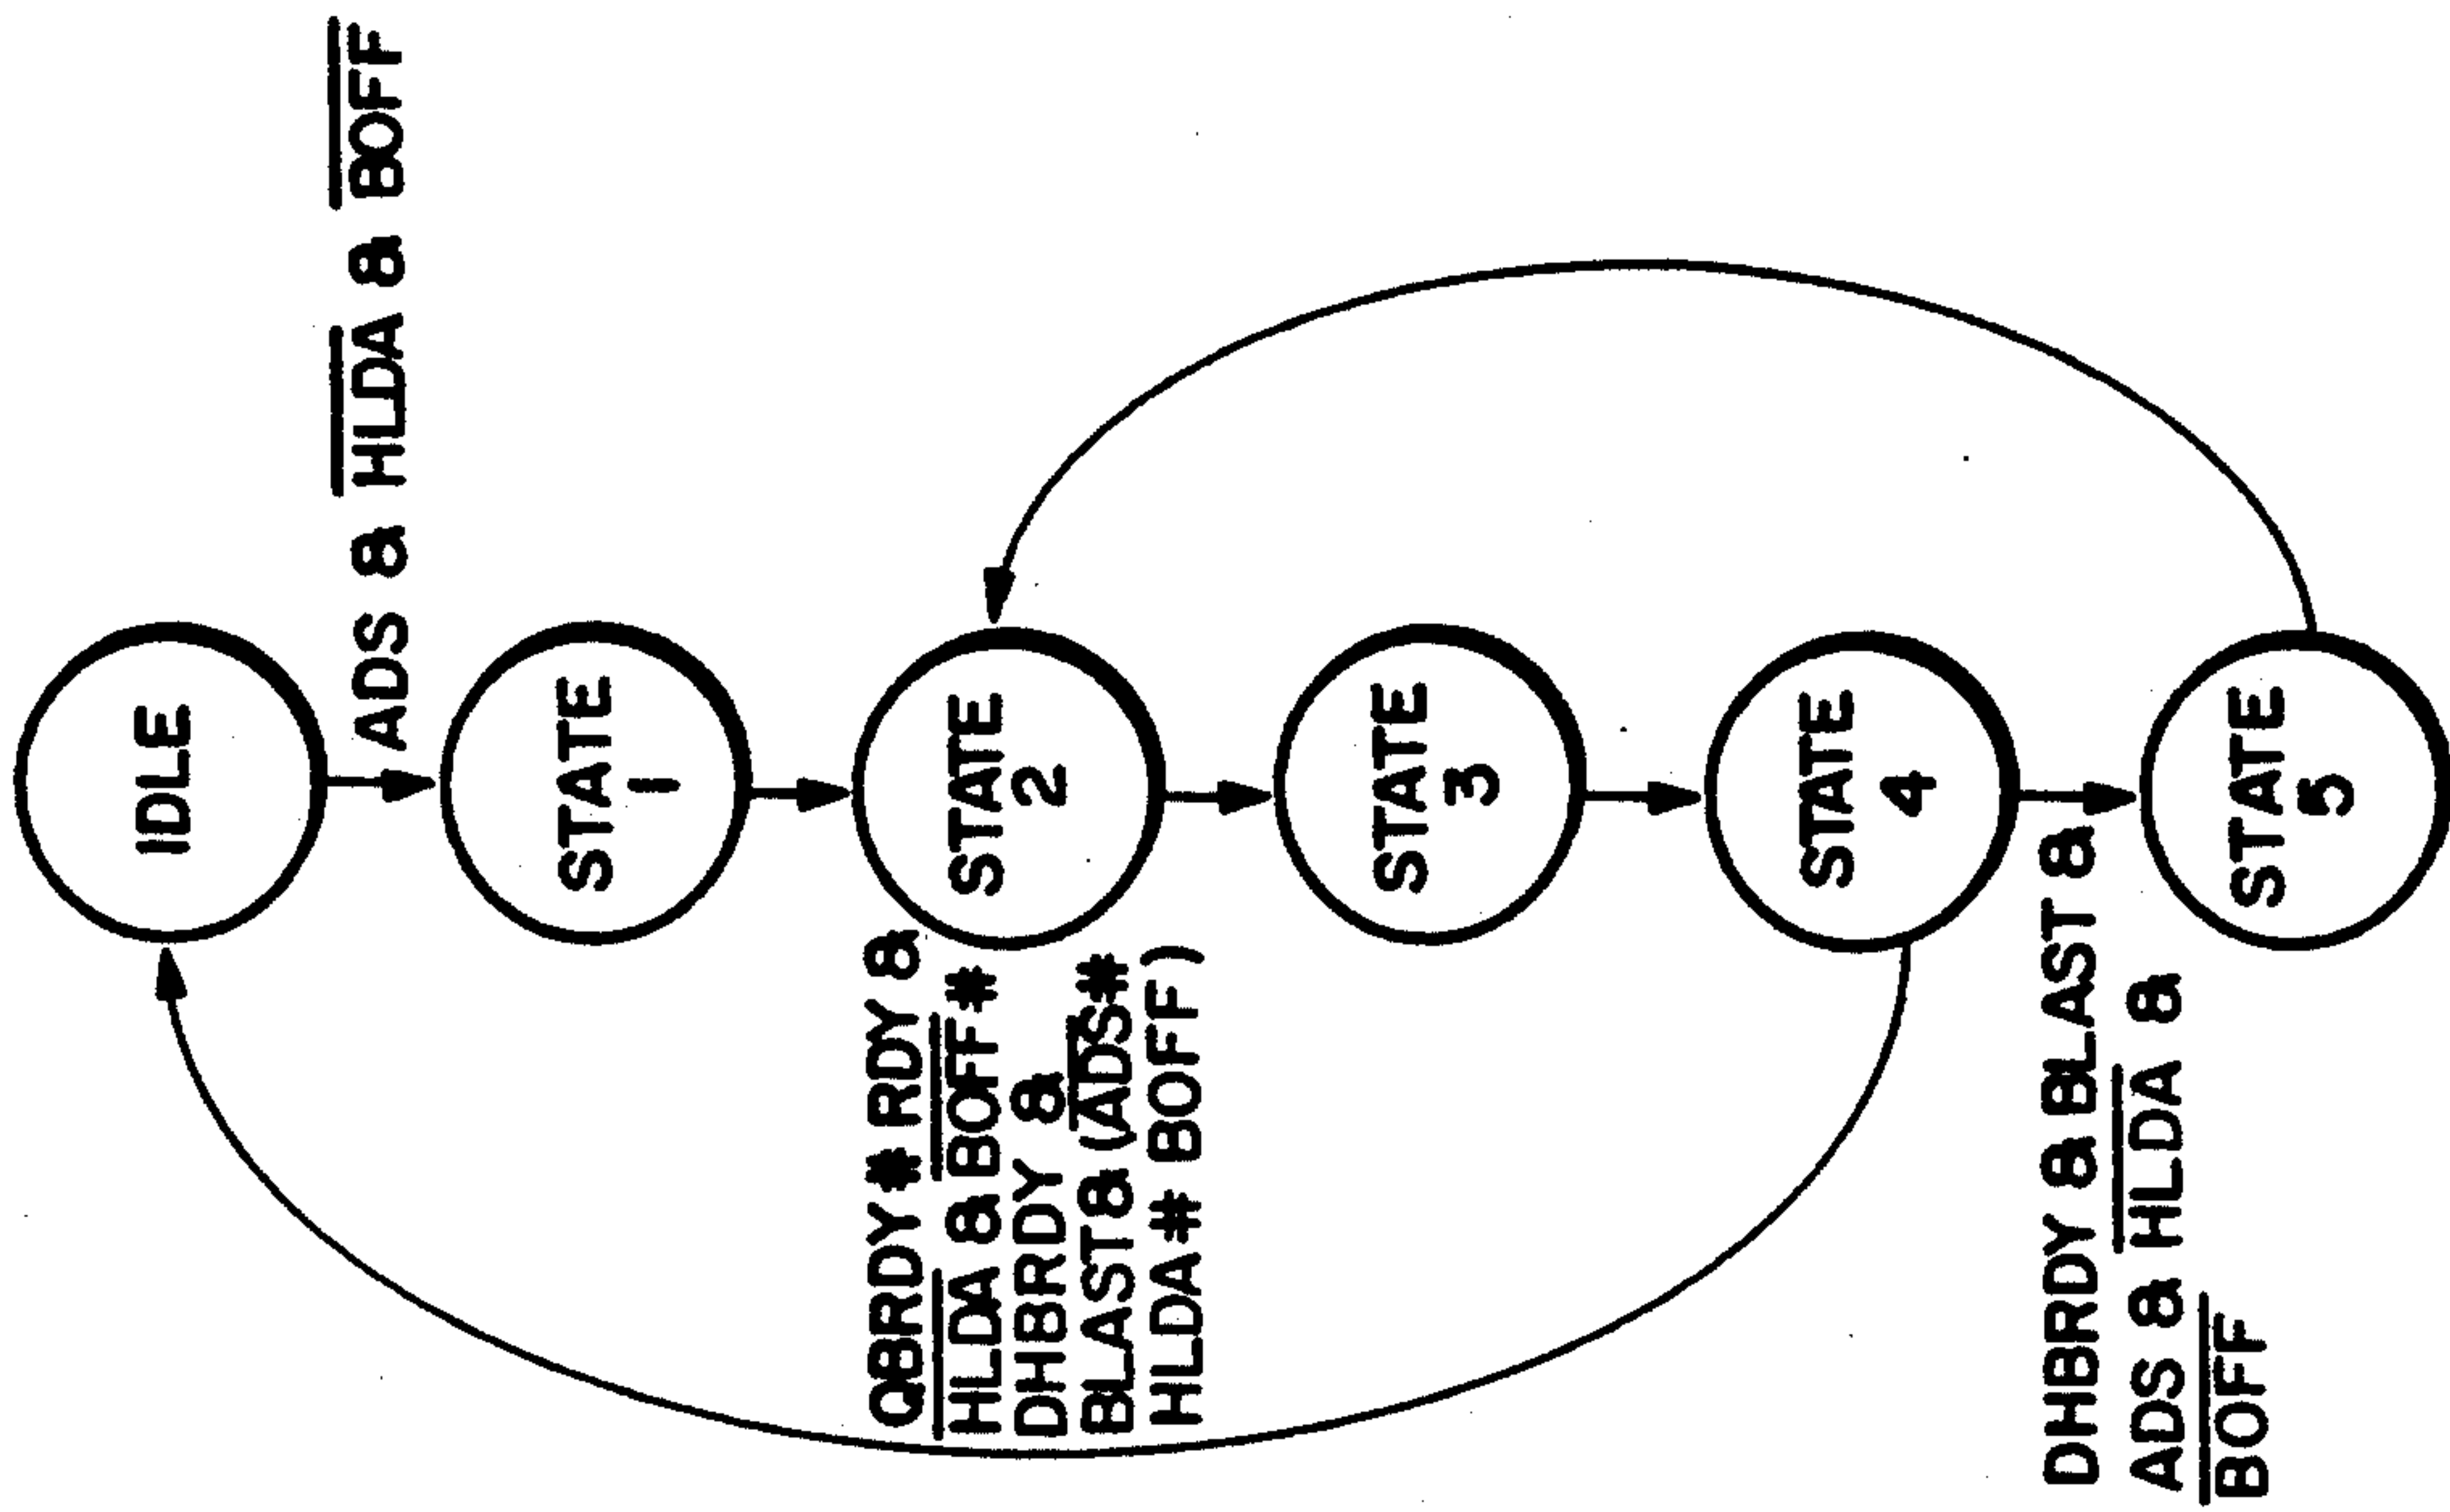 IDLE
ADS & HLDA & BOFF
STATE
1
QBRDY # RDY &
HLDA & BOFF #
DHBRDY &
BLAST & (ADS #
HLDA # BOFF)
STATE
2
STATE
3
STATE
4
DHBRDY & BLAST &
ADS & HLDA &
BOFF
STATE
5